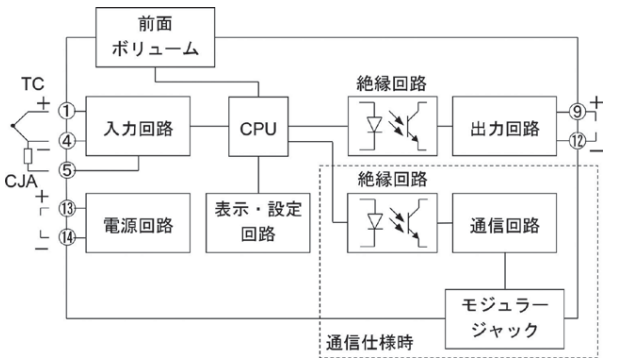 前面
ボリューム
TC
+
①
④
−
⑤
CJA
入力回路
CPU
絶縁回路
出力回路
⑨
+
⑫
−
+
⑬
⑭
−
電源回路
表示・設定
回路
絶縁回路
通信回路
モジュラー
ジャック
通信仕様時